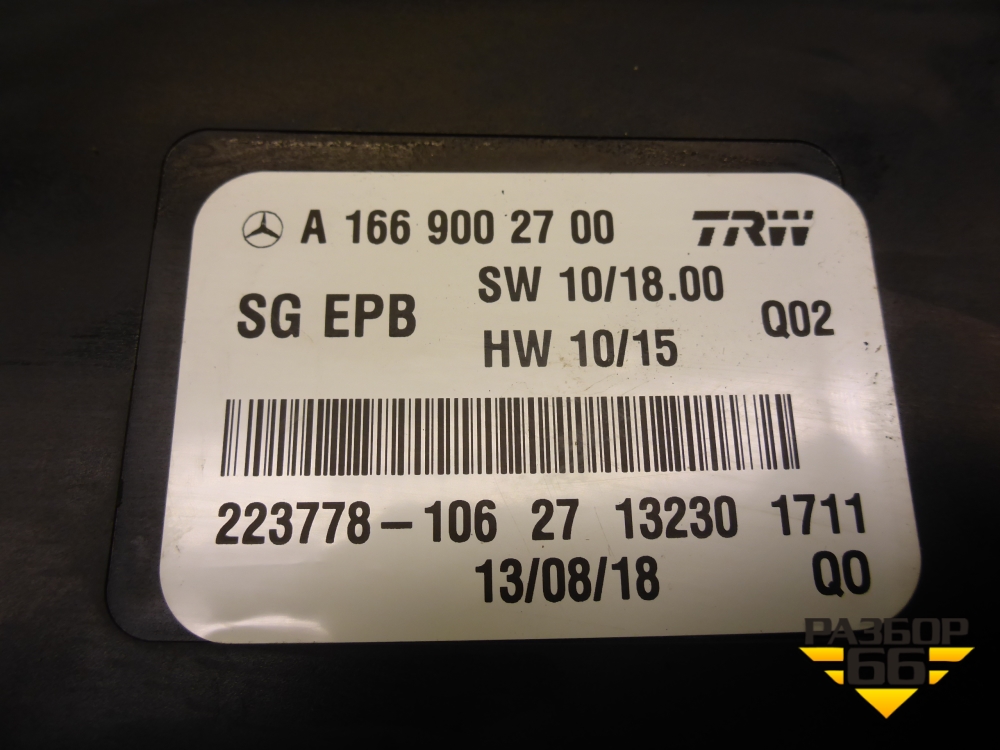 A 166 900 27 00 TRW
SG EPB SW 10/18.00
HW 10/15 Q02
223778-106 27 13230 1711
13/08/18 Q0
РАЗБОР
66